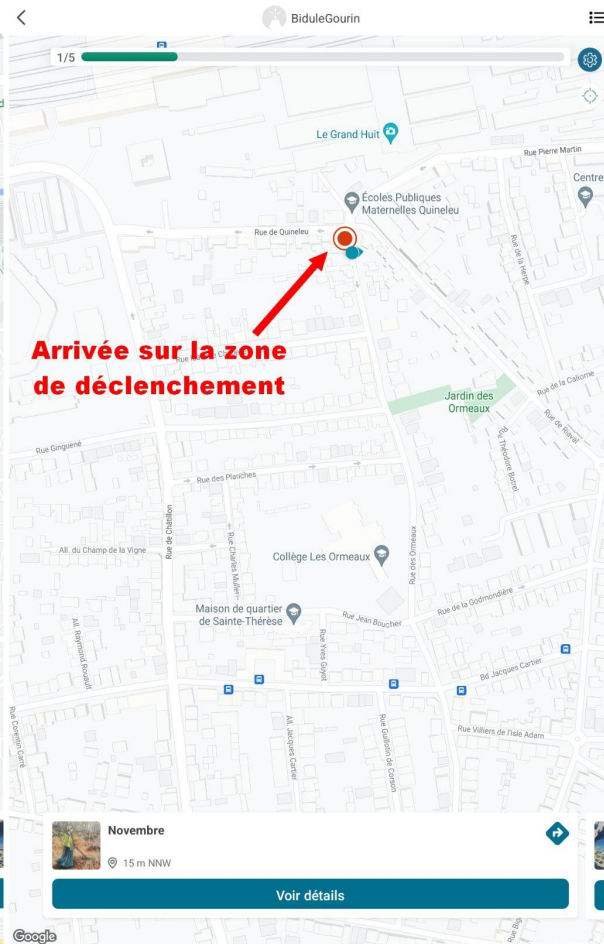 BiduleGourin
1/5
Le Grand Huit
Rue Pierre Martin
Centre
Écoles Publiques
Maternelles Quineleu
Rue de Quineleu
Rue de la Herpe
Arrivée sur la zone
de déclenchement
Jardin des
Ormeaux
Rue de la Caliorne
Rue de Riaval
e Théodore Botrel
Rue Ginguené
Rue des Planches
Rue de Châtillon
Rue Charles Muller
All. du Champ de la Vigne
Collège Les Ormeaux
Rue des Ormeaux
Maison de quartier
de Sainte-Thérèse
Rue Jean Boucher
Rue de la Godmondière
All. Raymond Rouault
Rue Yves Guyot
Bd Jacques Cartier
Rue Corentin Carré
All. Jacques Cartier
Rue Guillotin de Corson
Rue Villiers de l'Isle Adam
Novembre
15 m NNW
Voir détails
Google